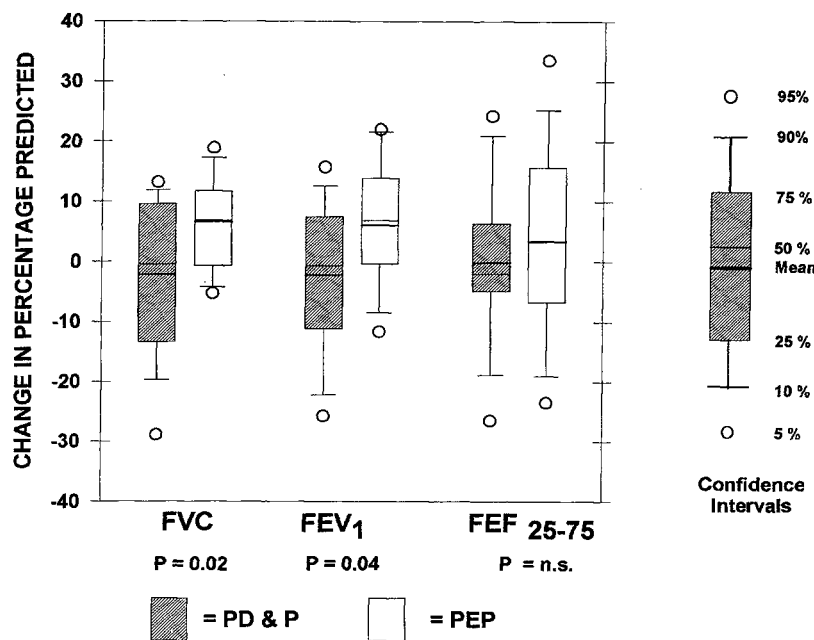 CHANGE IN PERCENTAGE PREDICTED
40
30
20
10
0
-10
-20
-30
-40
FVC FEV1 FEF 25-75
P = 0.02 P = 0.04 P = n.s.
= PD & P = PEP
95%
90%
75 %
50 %
Mean
25 %
10 %
5 %
Confidence
Intervals